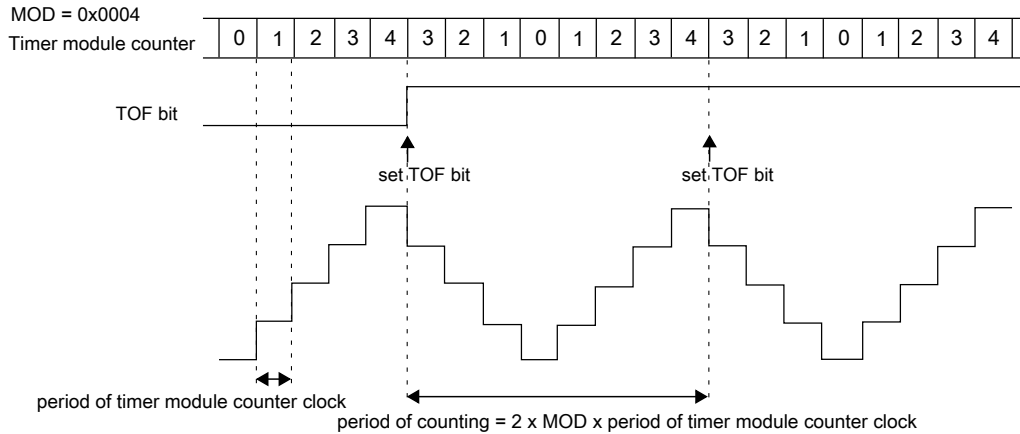 MOD = 0x0004
Timer module counter 0 1 2 3 4 3 2 1 0 1 2 3 4 3 2 1 0 1 2 3 4
TOF bit
set TOF bit set TOF bit
period of timer module counter clock
period of counting = 2 x MOD x period of timer module counter clock